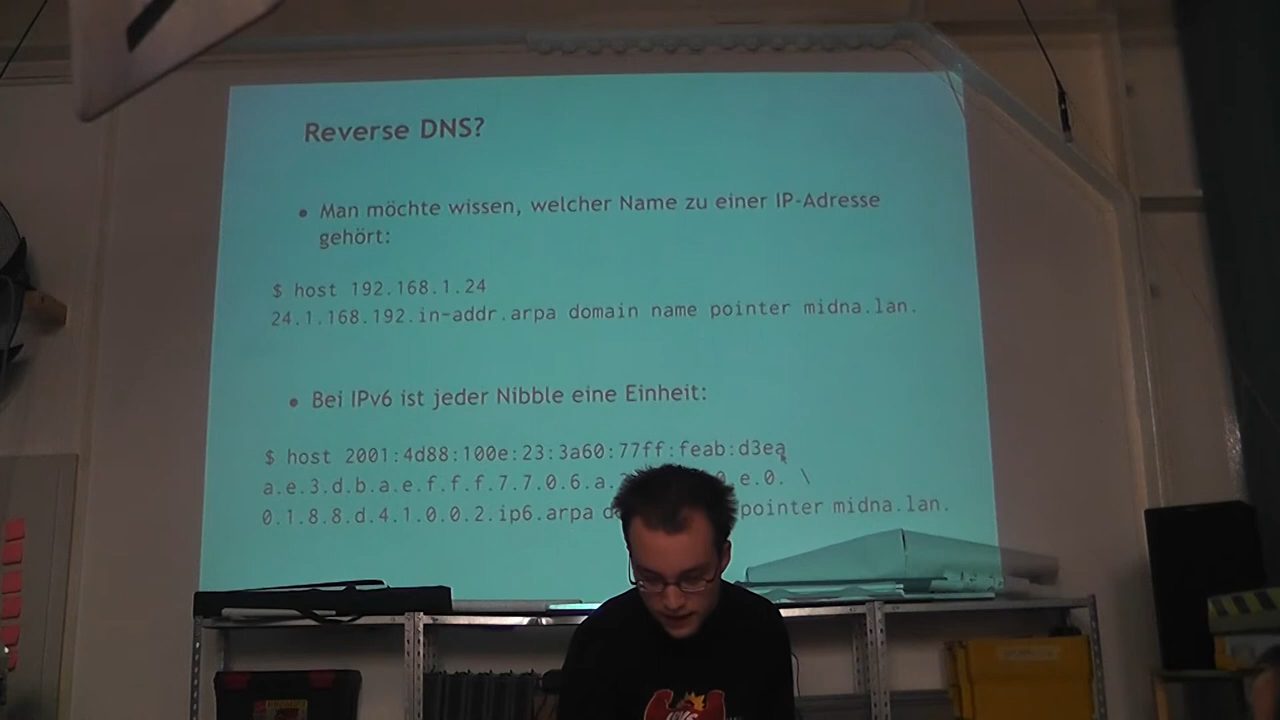 Reverse DNS?
• Man möchte wissen, welcher Name zu einer IP-Adresse
gehört:
$ host 192.168.1.24
24.1.168.192.in-addr.arpa domain name pointer midna.lan.
• Bei IPv6 ist jeder Nibble eine Einheit:
$ host 2001:4d88:100e:23:3a60:77ff:feab:d3ea
a.e.3.d.b.a.e.f.f.f.7.7.0.6.a. e.0. \
0.1.8.8.d.4.1.0.0.2.ip6.arpa pointer midna.lan.